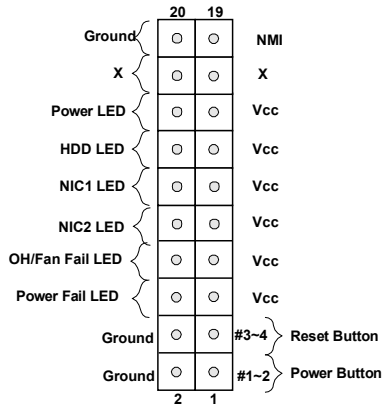 20 19
Ground NMI
X X
Power LED Vcc
HDD LED Vcc
NIC1 LED Vcc
NIC2 LED Vcc
OH/Fan Fail LED Vcc
Power Fail LED Vcc
Ground #3~4 Reset Button
Ground #1~2 Power Button
2 1